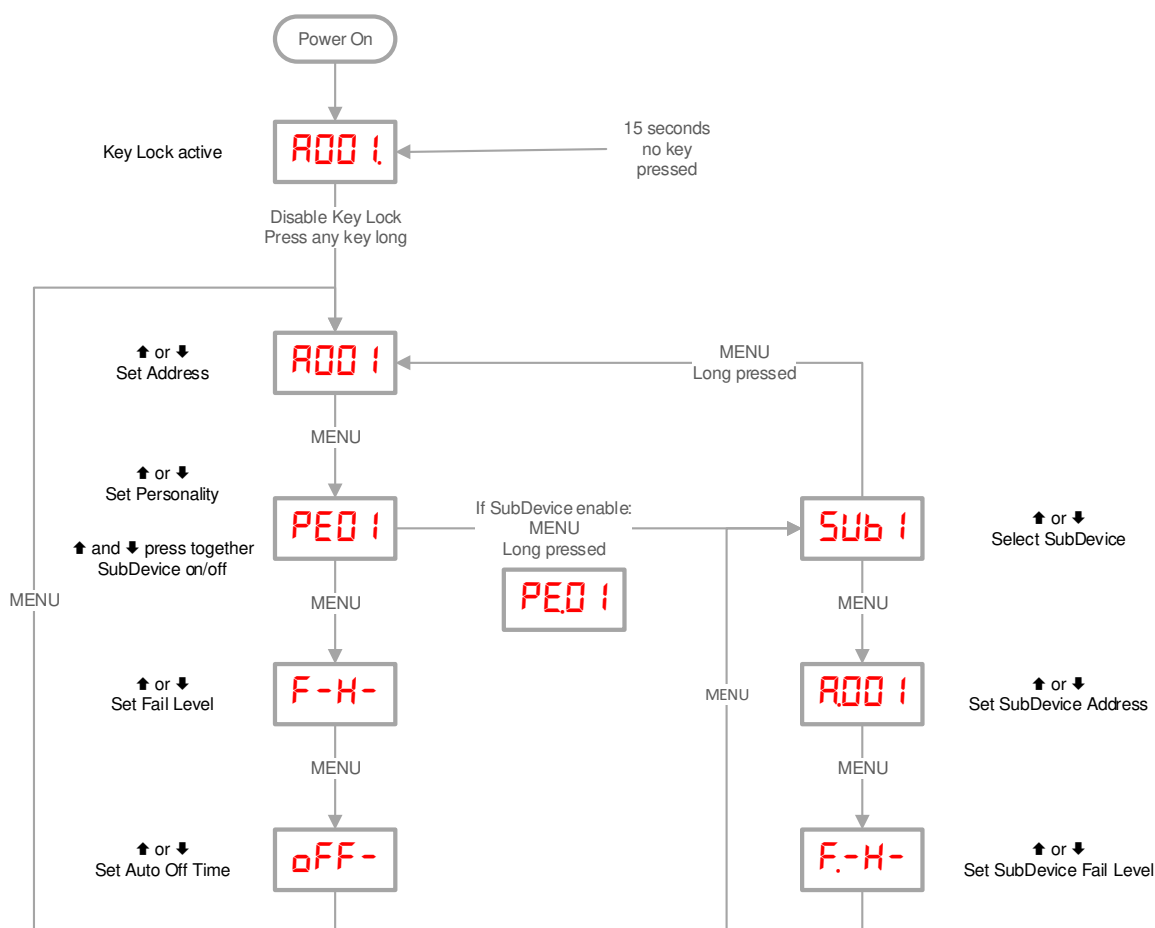 Power On
A001.
Key Lock active
15 seconds
no key
pressed
Disable Key Lock
Press any key long
⬆ or ⬇
Set Address
A001
MENU
Long pressed
MENU
⬆ or ⬇
Set Personality
PE01
⬆ and ⬇ press together
SubDevice on/off
If SubDevice enable:
MENU
Long pressed
PE.01
SUb1
⬆ or ⬇
Select SubDevice
MENU
MENU
MENU
⬆ or ⬇
Set Fail Level
F-H-
MENU
A.001
⬆ or ⬇
Set SubDevice Address
MENU
MENU
⬆ or ⬇
Set Auto Off Time
oFF-
F.-H-
⬆ or ⬇
Set SubDevice Fail Level